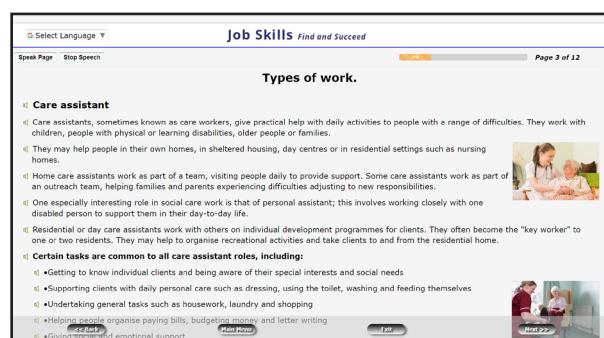 G Select Language ▼
Job Skills Find and Succeed
Speak Page Stop Speech
Page 3 of 12
Types of work.
Care assistant
Care assistants, sometimes known as care workers, give practical help with daily activities to people with a range of difficulties. They work with
children, people with physical or learning disabilities, older people or families.
They may help people in their own homes, in sheltered housing, day centres or in residential settings such as nursing
homes.
Home care assistants work as part of a team, visiting people daily to provide support. Some care assistants work as part of
an outreach team, helping families and parents experiencing difficulties adjusting to new responsibilities.
One especially interesting role in social care work is that of personal assistant; this involves working closely with one
disabled person to support them in their day-to-day life.
Residential or day care assistants work with others on individual development programmes for clients. They often become the "key worker" to
one or two residents. They may help to organise recreational activities and take clients to and from the residential home.
Certain tasks are common to all care assistant roles, including:
•Getting to know individual clients and being aware of their special interests and social needs
•Supporting clients with daily personal care such as dressing, using the toilet, washing and feeding themselves
•Undertaking general tasks such as housework, laundry and shopping
•Helping people organise paying bills, budgeting money and letter writing
<< Back Main Menu Exit Next >>
•Giving social and emotional support